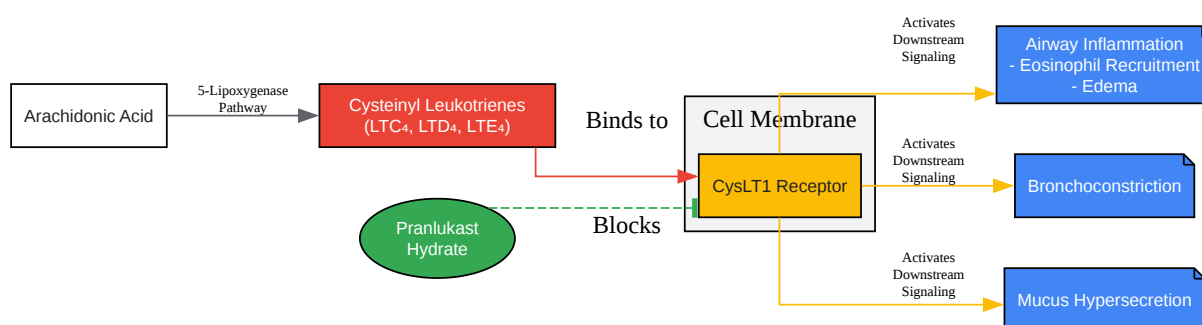 Arachidonic Acid
5-Lipoxygenase
Pathway
Cysteinyl Leukotrienes
(LTC₄, LTD₄, LTE₄)
Binds to
Pranlukast
Hydrate
Blocks
Cell Membrane
CysLT1 Receptor
Activates
Downstream
Signaling
Airway Inflammation
- Eosinophil Recruitment
- Edema
Activates
Downstream
Signaling
Bronchoconstriction
Activates
Downstream
Signaling
Mucus Hypersecretion